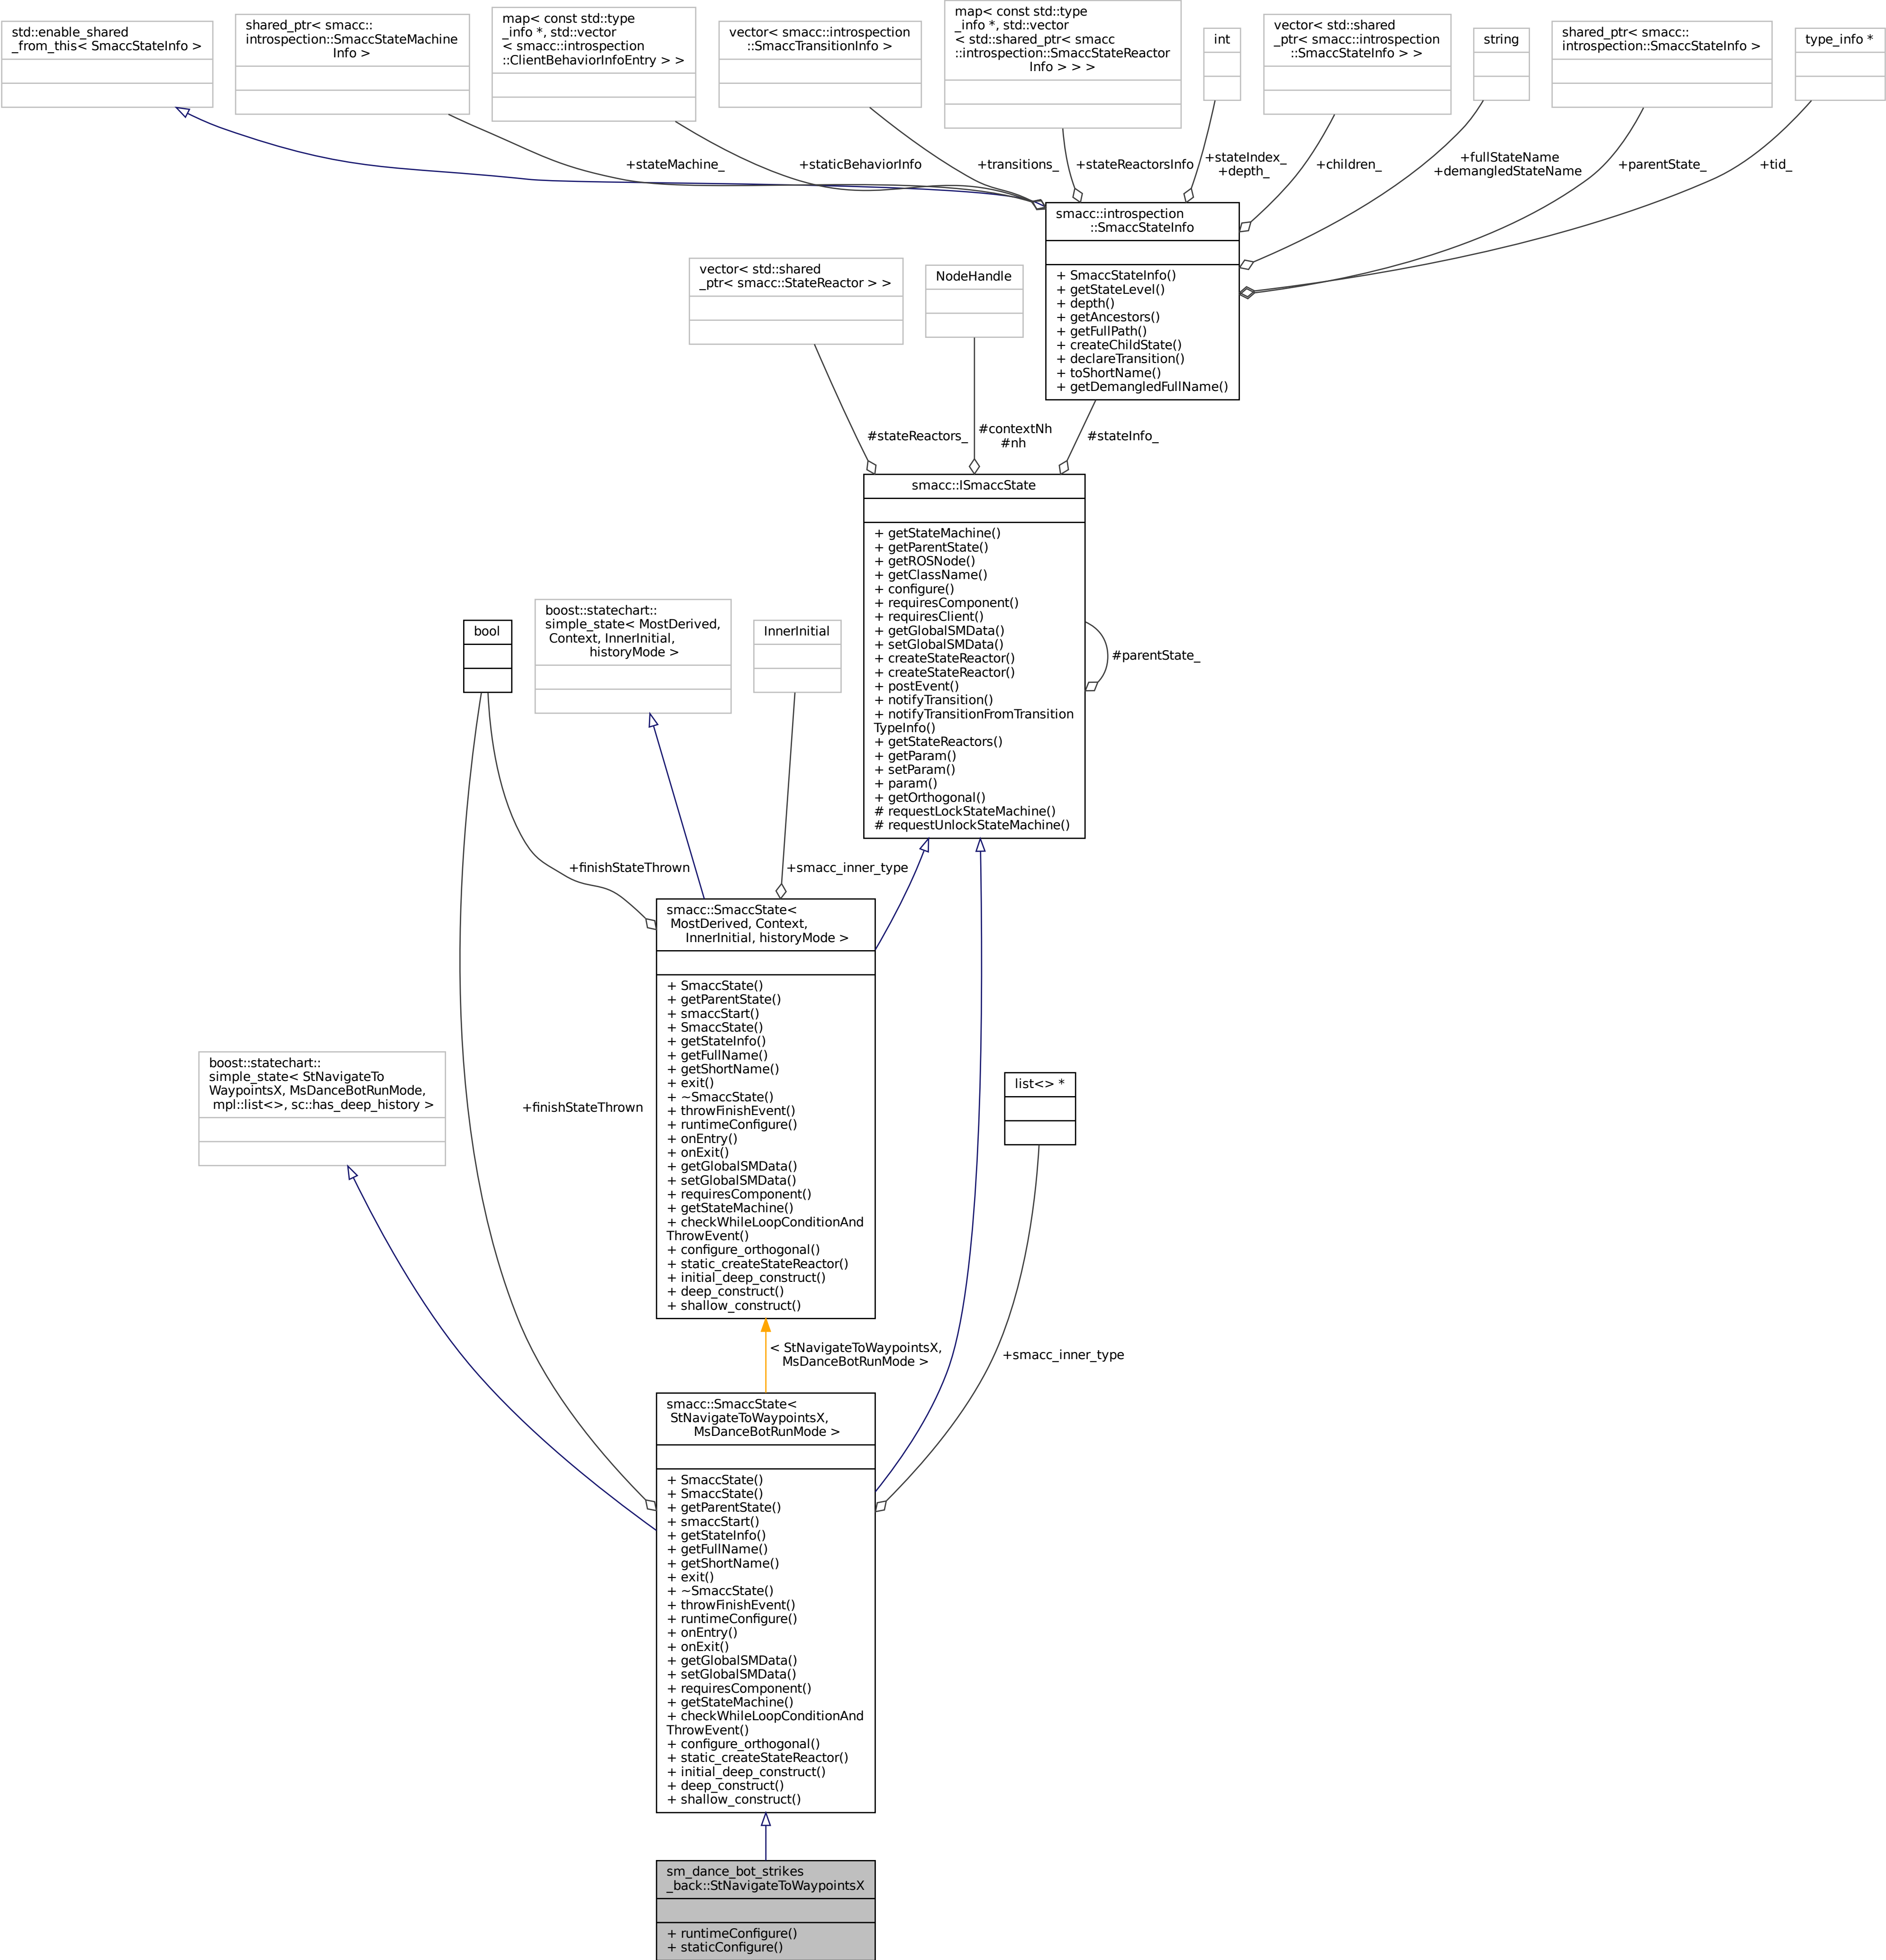 std::enable_shared
_from_this< SmaccStateInfo >
shared_ptr< smacc::
introspection::SmaccStateMachine
Info >
map< const std::type
_info *, std::vector
< smacc::introspection
::ClientBehaviorInfoEntry > >
vector< smacc::introspection
::SmaccTransitionInfo >
map< const std::type
_info *, std::vector
< std::shared_ptr< smacc
::introspection::SmaccStateReactor
Info > > >
int
vector< std::shared
_ptr< smacc::introspection
::SmaccStateInfo > >
string
shared_ptr< smacc::
introspection::SmaccStateInfo >
type_info *
+stateMachine_
+staticBehaviorInfo
+transitions_
+stateReactorsInfo
+stateIndex_
+depth_
+children_
+fullStateName
+demangledStateName
+parentState_
+tid_
smacc::introspection
::SmaccStateInfo
+ SmaccStateInfo()
+ getStateLevel()
+ depth()
+ getAncestors()
+ getFullPath()
+ createChildState()
+ declareTransition()
+ toShortName()
+ getDemangledFullName()
vector< std::shared
_ptr< smacc::StateReactor > >
NodeHandle
#stateReactors_
#contextNh
#nh
#stateInfo_
smacc::ISmaccState
+ getStateMachine()
+ getParentState()
+ getROSNode()
+ getClassName()
+ configure()
+ requiresComponent()
+ requiresClient()
+ getGlobalSMData()
+ setGlobalSMData()
+ createStateReactor()
+ createStateReactor()
+ postEvent()
+ notifyTransition()
+ notifyTransitionFromTransition
TypeInfo()
+ getStateReactors()
+ getParam()
+ setParam()
+ param()
+ getOrthogonal()
# requestLockStateMachine()
# requestUnlockStateMachine()
#parentState_
bool
boost::statechart::
simple_state< MostDerived,
Context, InnerInitial,
historyMode >
InnerInitial
+finishStateThrown
+smacc_inner_type
smacc::SmaccState<
MostDerived, Context,
InnerInitial, historyMode >
+ SmaccState()
+ getParentState()
+ smaccStart()
+ SmaccState()
+ getStateInfo()
+ getFullName()
+ getShortName()
+ exit()
+ ~SmaccState()
+ throwFinishEvent()
+ runtimeConfigure()
+ onEntry()
+ onExit()
+ getGlobalSMData()
+ setGlobalSMData()
+ requiresComponent()
+ getStateMachine()
+ checkWhileLoopConditionAnd
ThrowEvent()
+ configure_orthogonal()
+ static_createStateReactor()
+ initial_deep_construct()
+ deep_construct()
+ shallow_construct()
boost::statechart::
simple_state< StNavigateTo
WaypointsX, MsDanceBotRunMode,
mpl::list<>, sc::has_deep_history >
+finishStateThrown
list<> *
< StNavigateToWaypointsX,
MsDanceBotRunMode >
+smacc_inner_type
smacc::SmaccState<
StNavigateToWaypointsX,
MsDanceBotRunMode >
+ SmaccState()
+ SmaccState()
+ getParentState()
+ smaccStart()
+ getStateInfo()
+ getFullName()
+ getShortName()
+ exit()
+ ~SmaccState()
+ throwFinishEvent()
+ runtimeConfigure()
+ onEntry()
+ onExit()
+ getGlobalSMData()
+ setGlobalSMData()
+ requiresComponent()
+ getStateMachine()
+ checkWhileLoopConditionAnd
ThrowEvent()
+ configure_orthogonal()
+ static_createStateReactor()
+ initial_deep_construct()
+ deep_construct()
+ shallow_construct()
sm_dance_bot_strikes
_back::StNavigateToWaypointsX
+ runtimeConfigure()
+ staticConfigure()